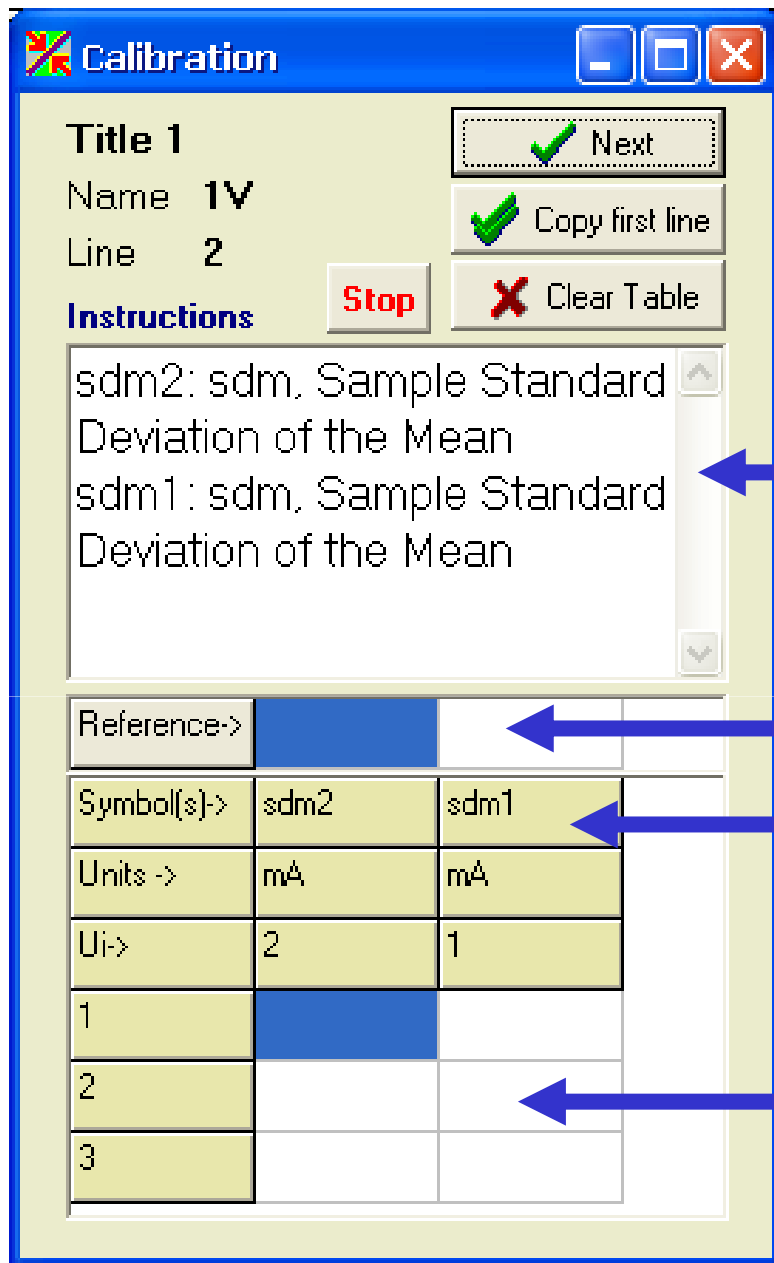 Calibration
Title 1
Next
Name 1V
Copy first line
Line 2
Stop
Clear Table
Instructions
sdm2: sdm, Sample Standard
Deviation of the Mean
sdm1: sdm, Sample Standard
Deviation of the Mean
Reference->
Symbol(s)-> sdm2 sdm1
Units -> mA mA
Ui-> 2 1
1
2
3